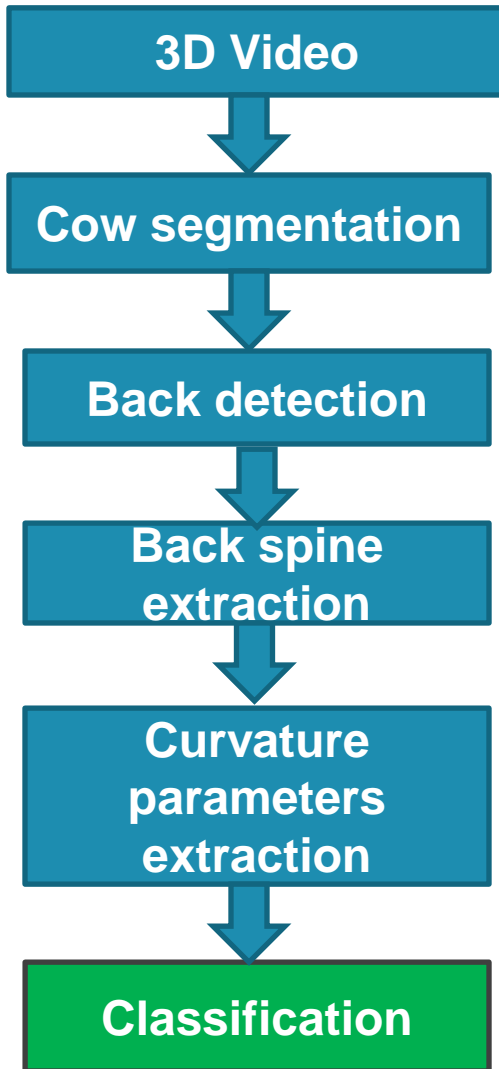 3D Video
Cow segmentation
Back detection
Back spine
extraction
Curvature
parameters
extraction
Classification